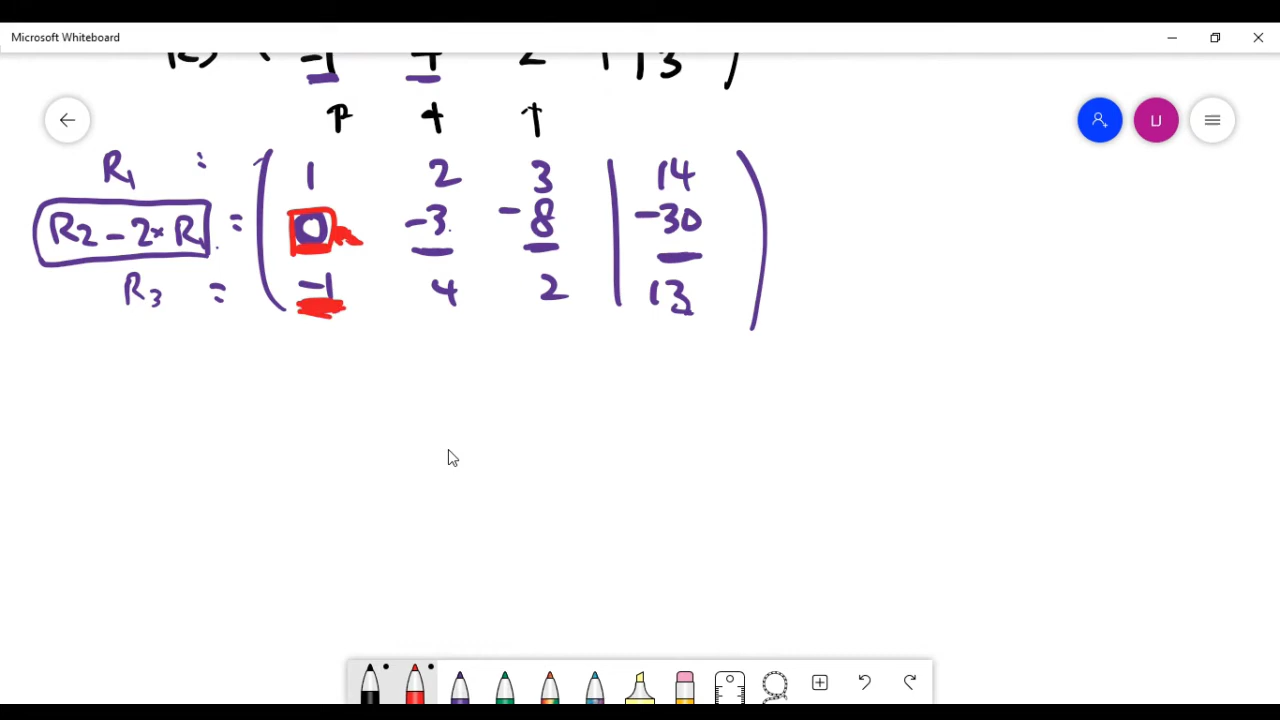 Microsoft Whiteboard
-1 4 2 | 13 )
R1 : ( 1 2 3 | 14
R2 - 2 * R1 = 0 -3 -8 | -30
R3 = -1 4 2 | 13 )
IJ